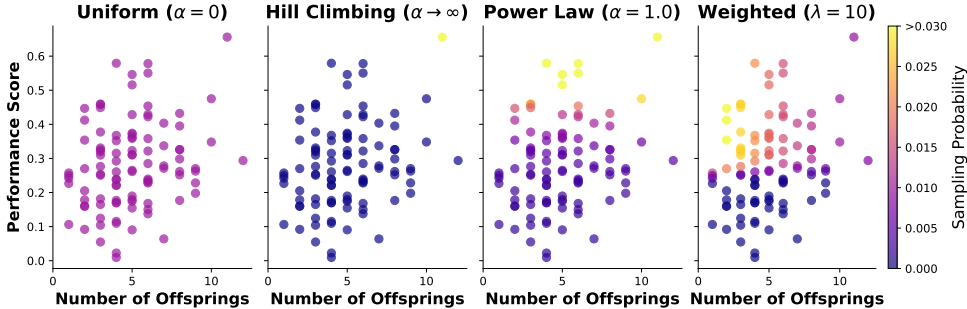 Uniform (α = 0)
Hill Climbing (α → ∞)
Power Law (α = 1.0)
Weighted (λ = 10)
Performance Score
0.6
0.5
0.4
0.3
0.2
0.1
0.0
0 5 10
0 5 10
0 5 10
0 5 10
Number of Offsprings
Number of Offsprings
Number of Offsprings
Number of Offsprings
>0.030
0.025
0.020
0.015
0.010
0.005
0.000
Sampling Probability